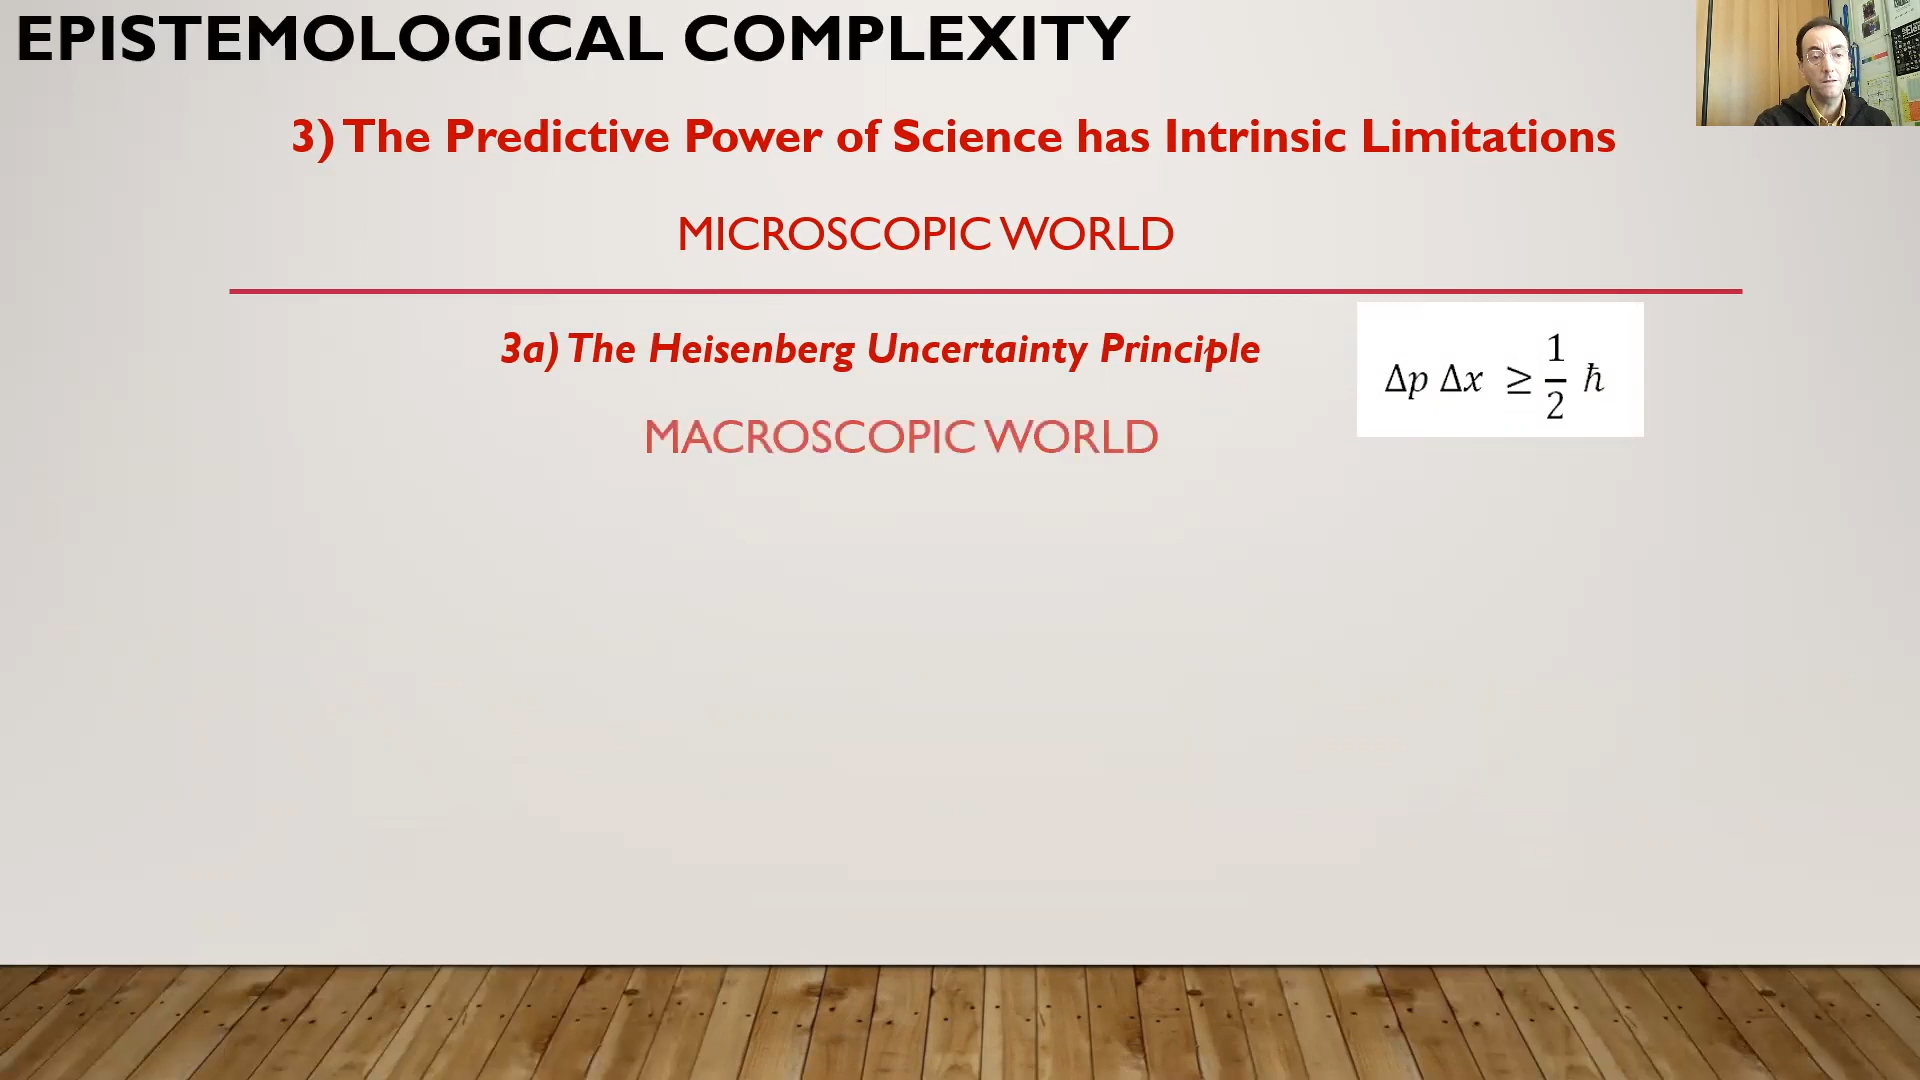 EPISTEMOLOGICAL COMPLEXITY
3) The Predictive Power of Science has Intrinsic Limitations
MICROSCOPIC WORLD
3a) The Heisenberg Uncertainty Principle
Δp Δx ≥ 1/2 ℏ
MACROSCOPIC WORLD